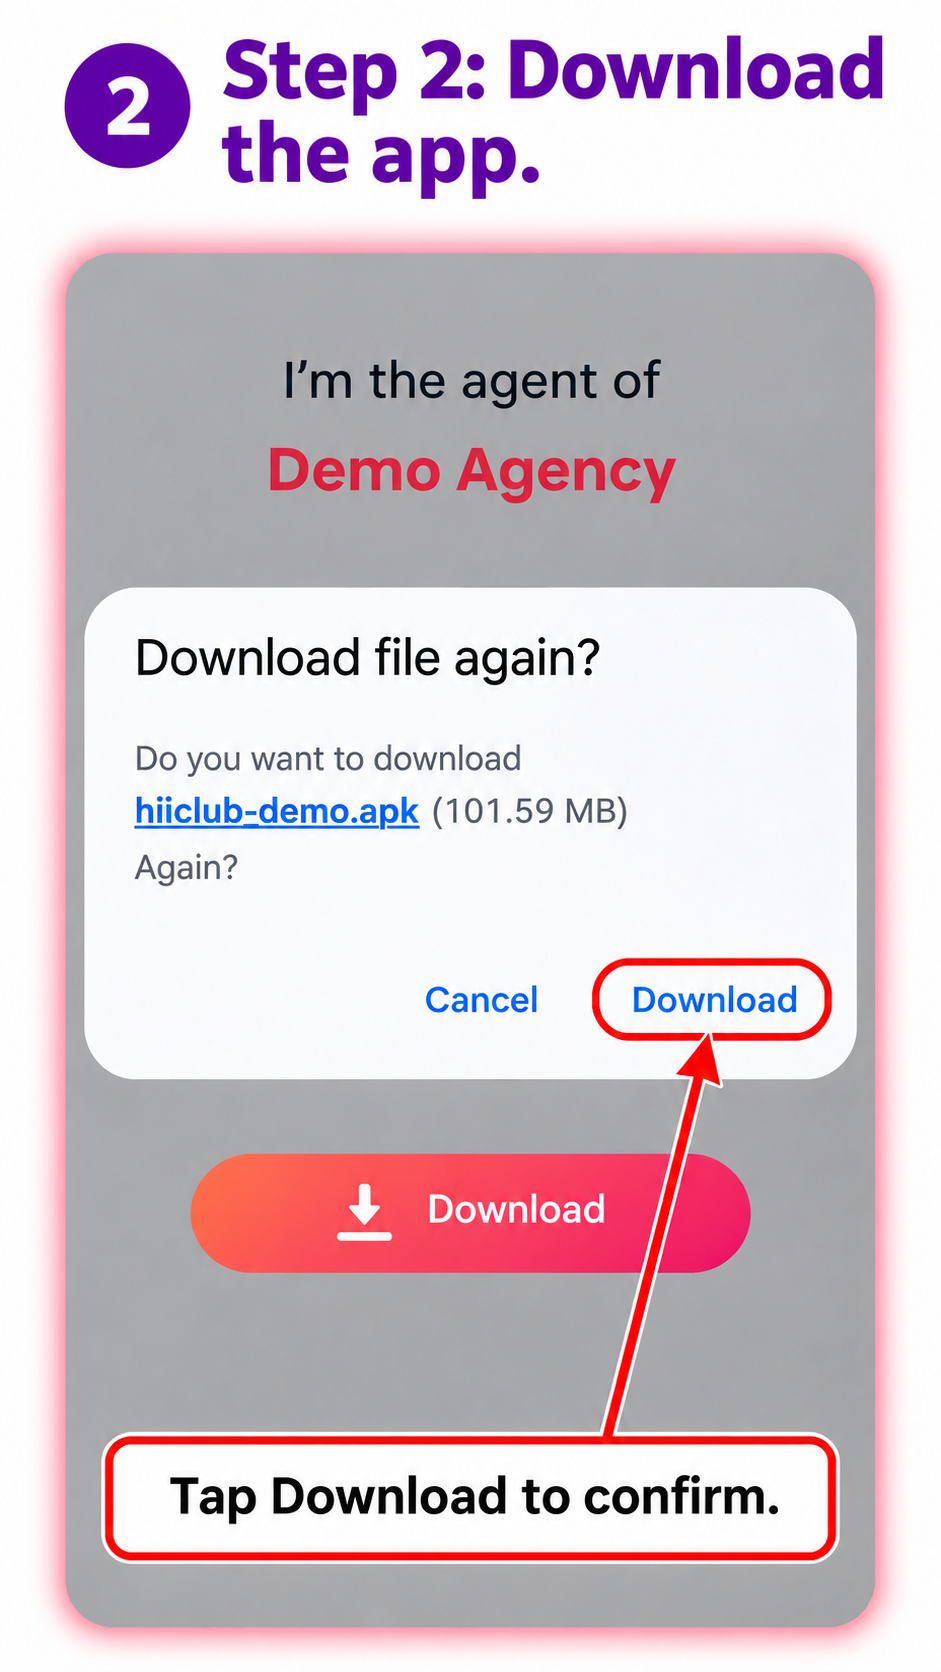 2
Step 2: Download
the app.
I'm the agent of
Demo Agency
Download file again?
Do you want to download
hiiclub-demo.apk (101.59 MB)
Again?
Cancel Download
Download
Tap Download to confirm.